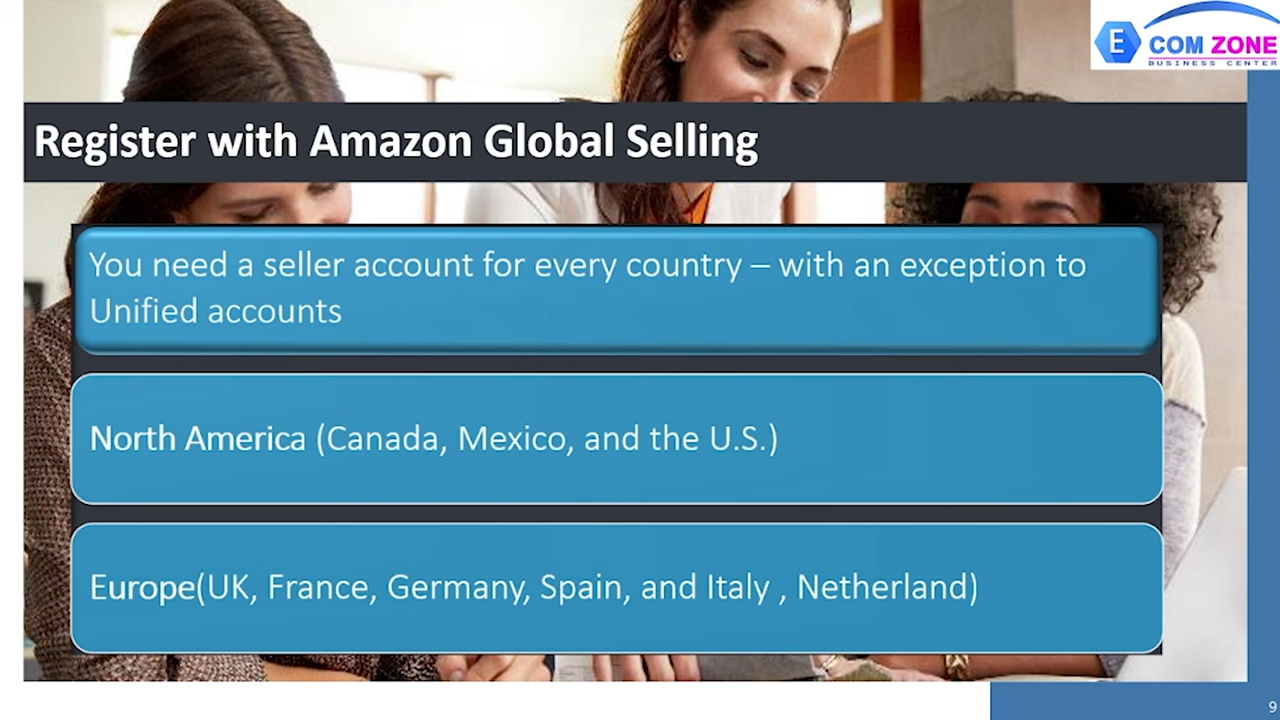 E COM ZONE
BUSINESS CENTER
Register with Amazon Global Selling
You need a seller account for every country – with an exception to
Unified accounts
North America (Canada, Mexico, and the U.S.)
Europe(UK, France, Germany, Spain, and Italy , Netherland)
9